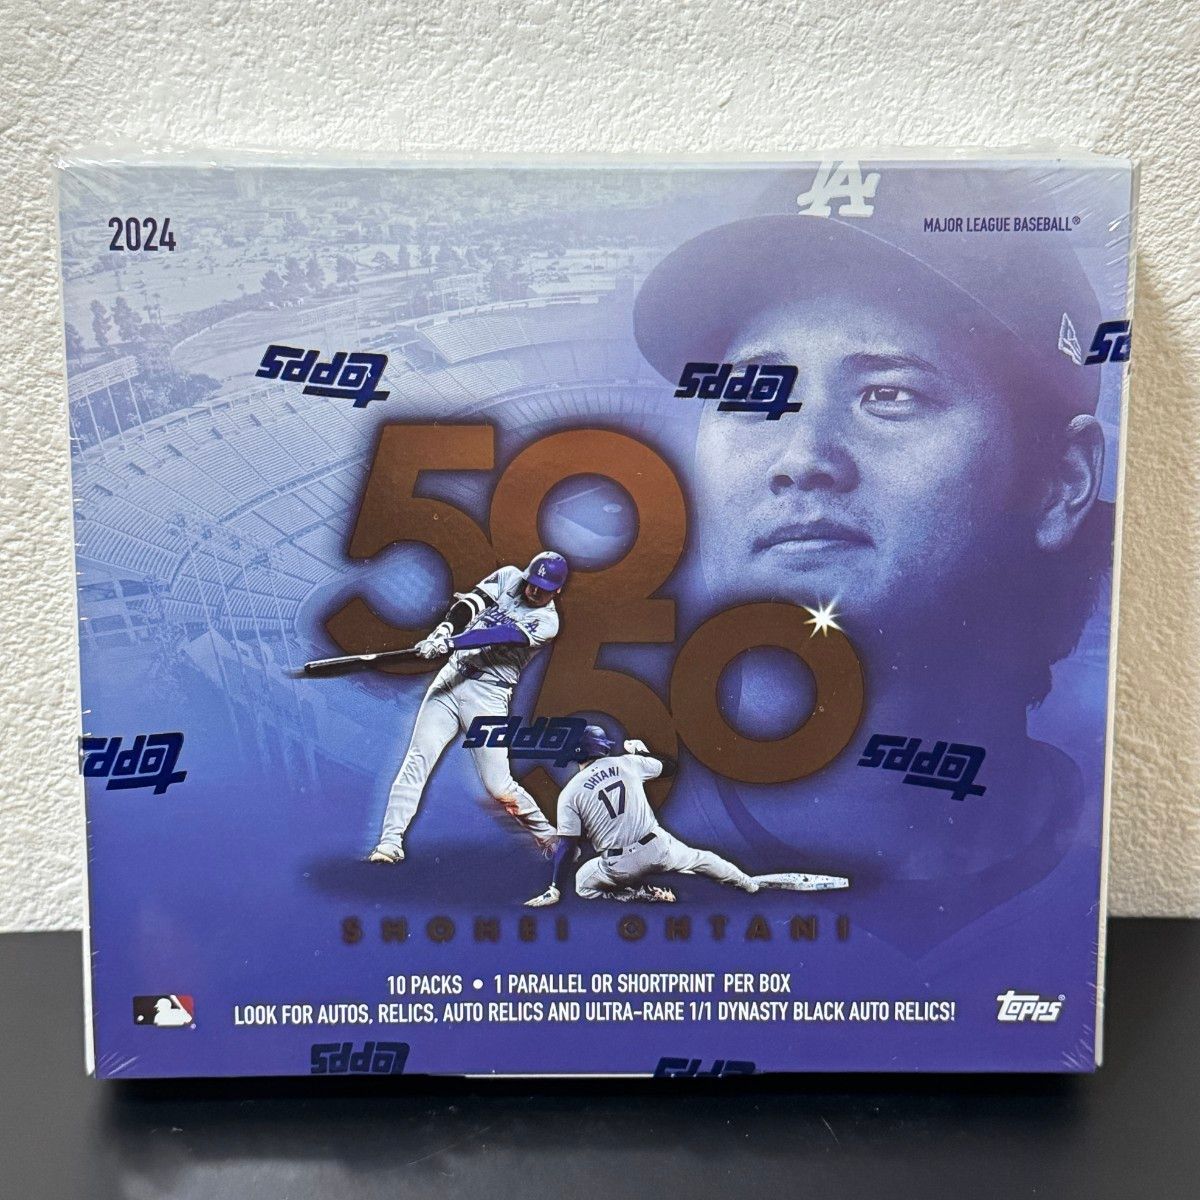 2024
MAJOR LEAGUE BASEBALL®
LA
Topps
Topps
Topps
50
50
Topps
Topps
Topps
OHTANI
17
SHOHEI OHTANI
10 PACKS • 1 PARALLEL OR SHORTPRINT PER BOX
LOOK FOR AUTOS, RELICS, AUTO RELICS AND ULTRA-RARE 1/1 DYNASTY BLACK AUTO RELICS!
Topps®
Topps